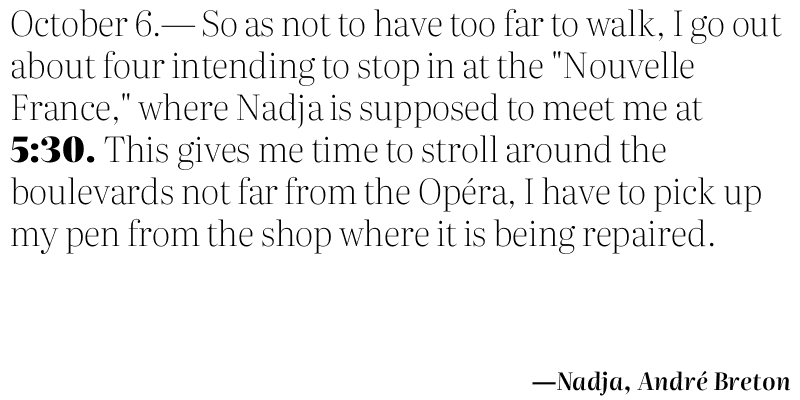 October 6.— So as not to have too far to walk, I go out
about four intending to stop in at the "Nouvelle
France," where Nadja is supposed to meet me at
5:30. This gives me time to stroll around the
boulevards not far from the Opéra, I have to pick up
my pen from the shop where it is being repaired.
—Nadja, André Breton